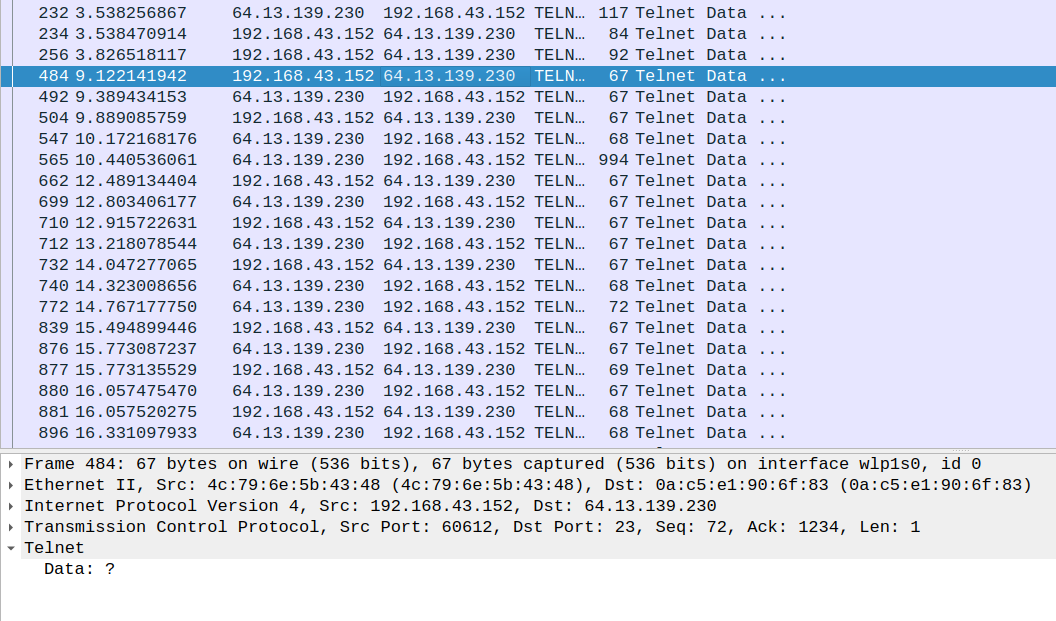 232 3.538256867 64.13.139.230 192.168.43.152 TELN… 117 Telnet Data ...
234 3.538470914 192.168.43.152 64.13.139.230 TELN… 84 Telnet Data ...
256 3.826518117 192.168.43.152 64.13.139.230 TELN… 92 Telnet Data ...
484 9.122141942 192.168.43.152 64.13.139.230 TELN… 67 Telnet Data ...
492 9.389434153 64.13.139.230 192.168.43.152 TELN… 67 Telnet Data ...
504 9.889085759 192.168.43.152 64.13.139.230 TELN… 67 Telnet Data ...
547 10.172168176 64.13.139.230 192.168.43.152 TELN… 68 Telnet Data ...
565 10.440536061 64.13.139.230 192.168.43.152 TELN… 994 Telnet Data ...
662 12.489134404 192.168.43.152 64.13.139.230 TELN… 67 Telnet Data ...
699 12.803406177 64.13.139.230 192.168.43.152 TELN… 67 Telnet Data ...
710 12.915722631 192.168.43.152 64.13.139.230 TELN… 67 Telnet Data ...
712 13.218078544 64.13.139.230 192.168.43.152 TELN… 67 Telnet Data ...
732 14.047277065 192.168.43.152 64.13.139.230 TELN… 67 Telnet Data ...
740 14.323008656 64.13.139.230 192.168.43.152 TELN… 68 Telnet Data ...
772 14.767177750 64.13.139.230 192.168.43.152 TELN… 72 Telnet Data ...
839 15.494899446 192.168.43.152 64.13.139.230 TELN… 67 Telnet Data ...
876 15.773087237 64.13.139.230 192.168.43.152 TELN… 67 Telnet Data ...
877 15.773135529 192.168.43.152 64.13.139.230 TELN… 69 Telnet Data ...
880 16.057475470 64.13.139.230 192.168.43.152 TELN… 67 Telnet Data ...
881 16.057520275 192.168.43.152 64.13.139.230 TELN… 68 Telnet Data ...
896 16.331097933 64.13.139.230 192.168.43.152 TELN… 68 Telnet Data ...
Frame 484: 67 bytes on wire (536 bits), 67 bytes captured (536 bits) on interface wlp1s0, id 0
Ethernet II, Src: 4c:79:6e:5b:43:48 (4c:79:6e:5b:43:48), Dst: 0a:c5:e1:90:6f:83 (0a:c5:e1:90:6f:83)
Internet Protocol Version 4, Src: 192.168.43.152, Dst: 64.13.139.230
Transmission Control Protocol, Src Port: 60612, Dst Port: 23, Seq: 72, Ack: 1234, Len: 1
Telnet
Data: ?